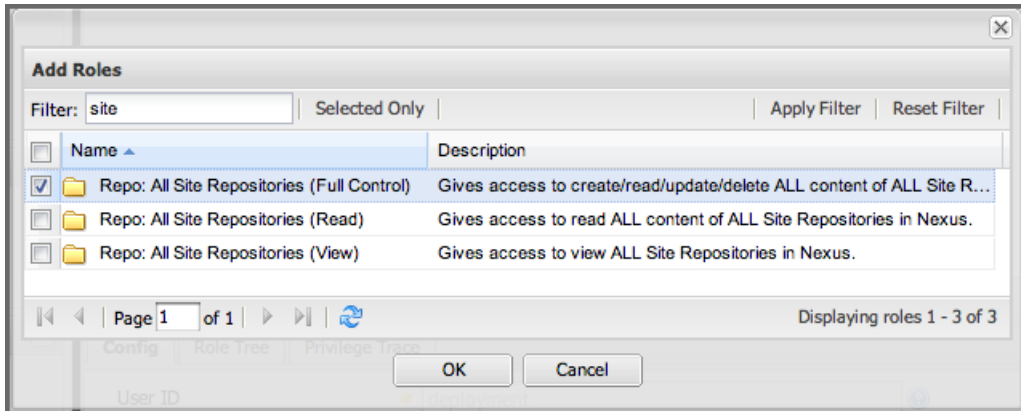 Add Roles
Filter: site Selected Only Apply Filter Reset Filter
Name Description
Repo: All Site Repositories (Full Control) Gives access to create/read/update/delete ALL content of ALL Site R...
Repo: All Site Repositories (Read) Gives access to read ALL content of ALL Site Repositories in Nexus.
Repo: All Site Repositories (View) Gives access to view ALL Site Repositories in Nexus.
Page 1 of 1 Displaying roles 1 - 3 of 3
Config Role Tree Privilege Trace
OK Cancel
User ID deployment